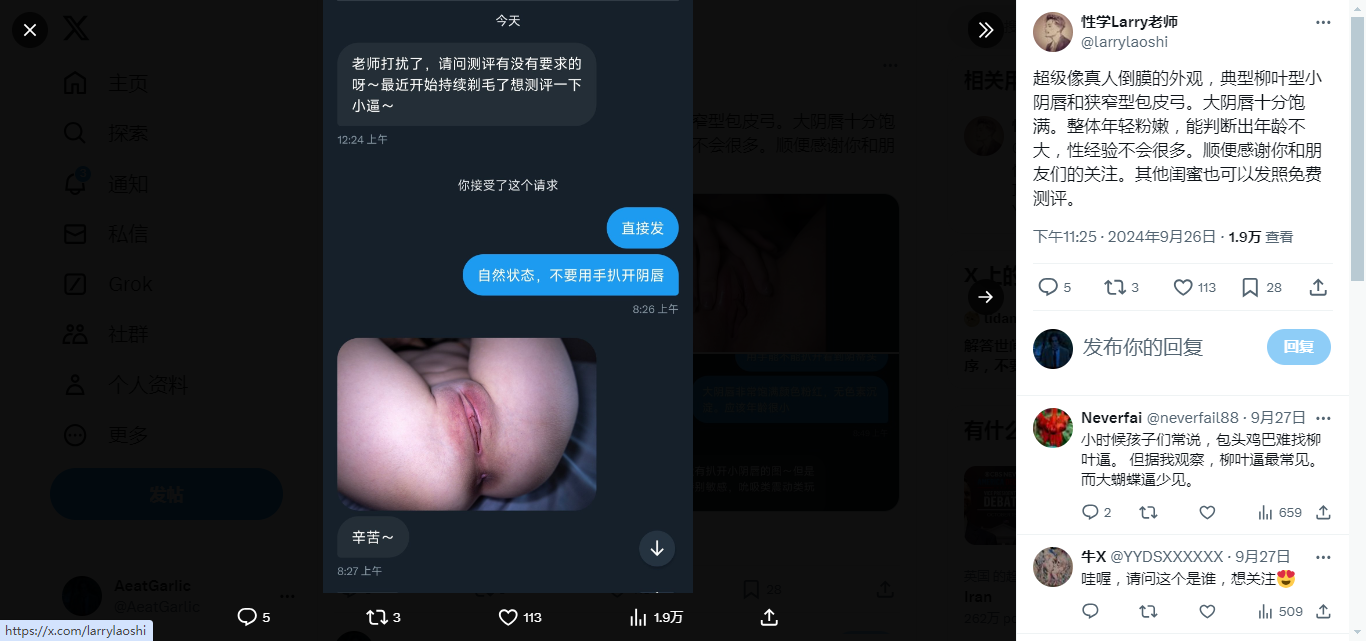 主页
探索
通知
私信
Grok
社群
个人资料
更多
发帖
AeatGarlic
@AeatGarlic
今天
老师打扰了，请问测评有没有要求的
呀～最近开始持续剃毛了想测评一下
小逼～
12:24 上午
你接受了这个请求
直接发
自然状态，不要用手扒开阴唇
8:26 上午
辛苦～
8:27 上午
5
3
113
1.9万
https://x.com/larrylaoshi
性学Larry老师
@larrylaoshi
超级像真人倒膜的外观，典型柳叶型小
阴唇和狭窄型包皮弓。大阴唇十分饱
满。整体年轻粉嫩，能判断出年龄不
大，性经验不会很多。顺便感谢你和朋
友们的关注。其他闺蜜也可以发照免费
测评。
下午11:25 · 2024年9月26日 · 1.9万 查看
5 3 113 28
发布你的回复
回复
Neverfai @neverfail88 · 9月27日
小时候孩子们常说，包头鸡巴难找柳
叶逼。 但据我观察，柳叶逼最常见。
而大蝴蝶逼少见。
2 659
牛X @YYDSXXXXXX · 9月27日
哇喔，请问这个是谁，想关注😍
509